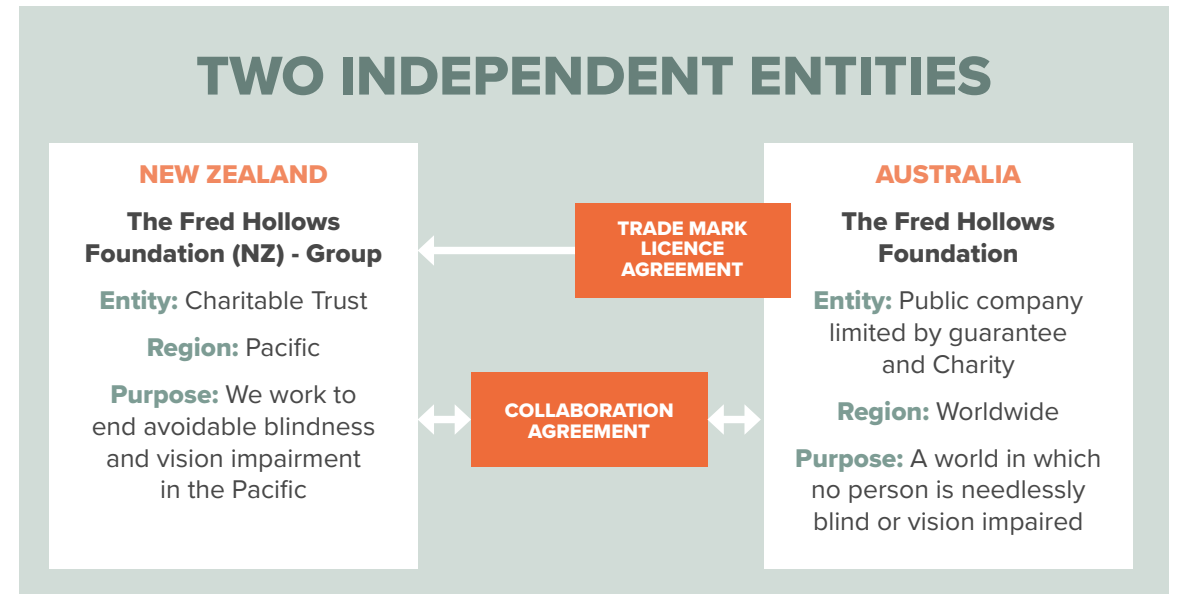 TWO INDEPENDENT ENTITIES
NEW ZEALAND
The Fred Hollows
Foundation (NZ) - Group
Entity: Charitable Trust
Region: Pacific
Purpose: We work to
end avoidable blindness
and vision impairment
in the Pacific
TRADE MARK
LICENCE
AGREEMENT
COLLABORATION
AGREEMENT
AUSTRALIA
The Fred Hollows
Foundation
Entity: Public company
limited by guarantee
and Charity
Region: Worldwide
Purpose: A world in which
no person is needlessly
blind or vision impaired